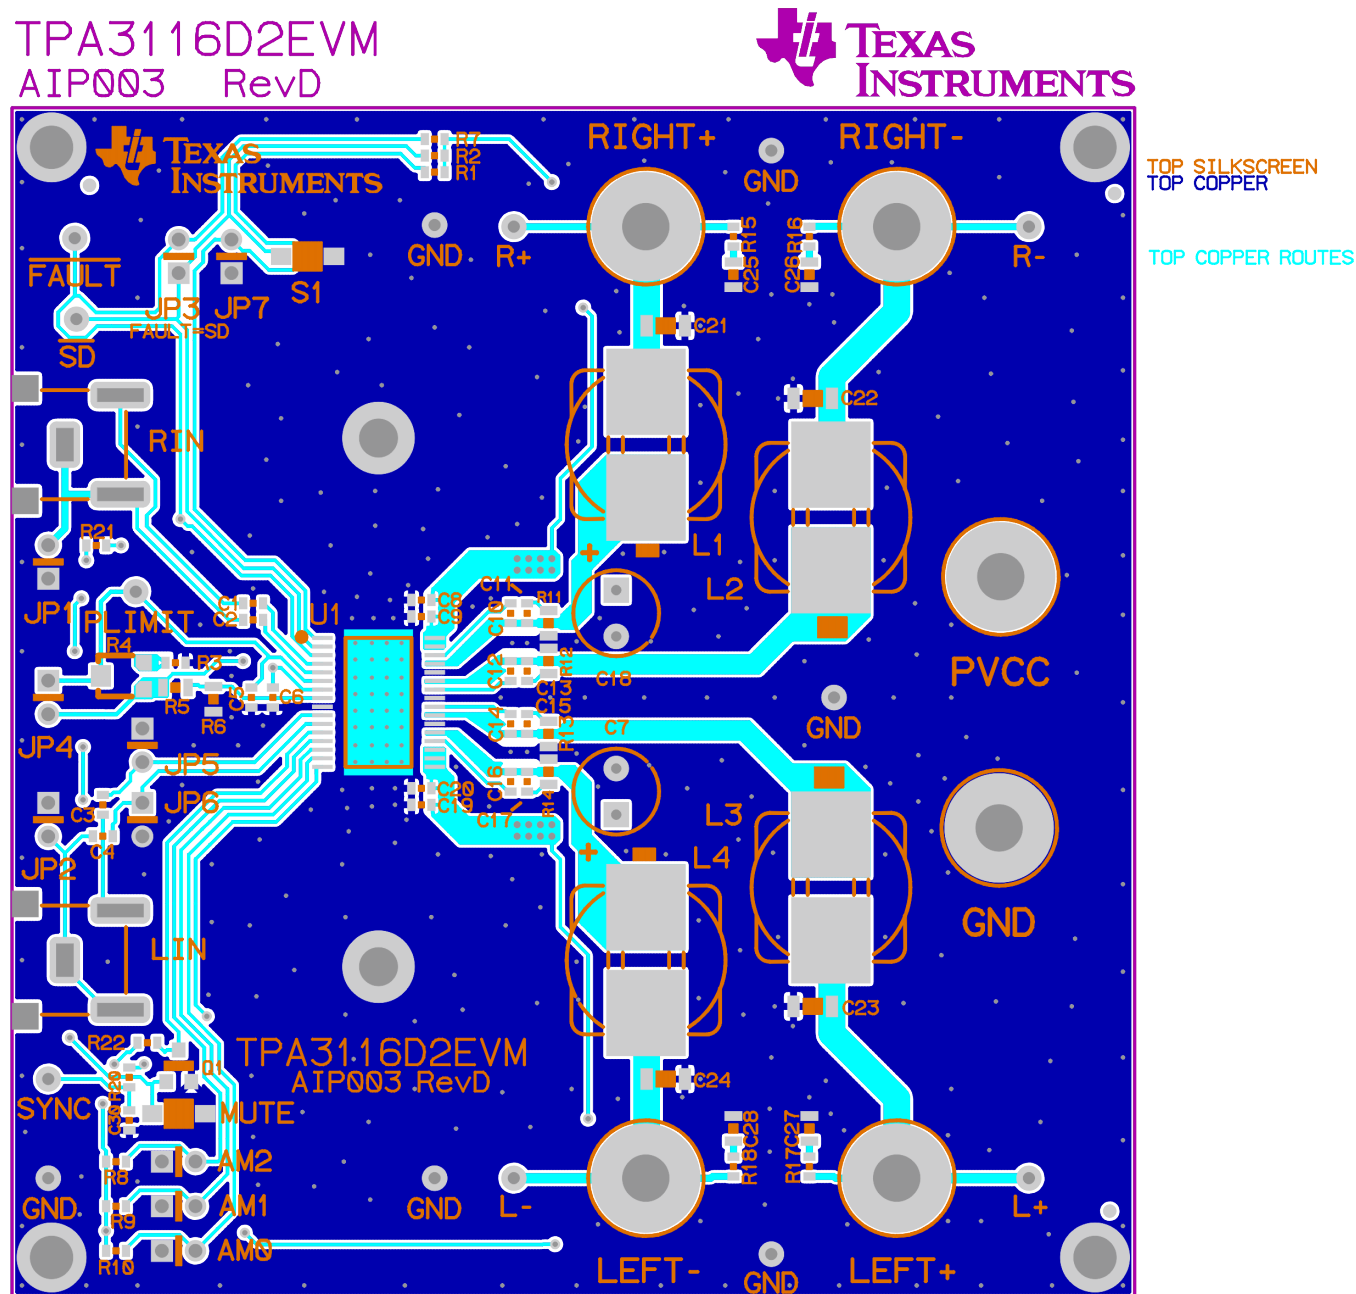 TPA3116D2EVM
AIP003 RevD
TEXAS
INSTRUMENTS
TOP SILKSCREEN
TOP COPPER
TOP COPPER ROUTES
TEXAS
INSTRUMENTS
R7
R2
R1
RIGHT+
RIGHT-
GND
GND
R+
R-
R15
R16
C25
C26
FAULT
S1
JP3
JP7
FAULT=SD
SD
C21
C22
RIN
R21
L1
L2
JP1
PLIMIT
C1
C2
U1
C8
C9
C11
C10
R11
R4
R3
C12
R12
C13
C18
PVCC
R5
C5
C6
R6
C15
C14
R13
C7
GND
JP4
JP5
JP6
C20
C19
C16
R14
C17
L3
L4
C3
C4
JP2
GND
LIN
C23
R22
Q1
TPA3116D2EVM
AIP003 RevD
C24
R20
SYNC
C30
MUTE
C28
C27
R18
R17
AM2
R8
GND
AM1
R9
GND
L-
L+
AM0
R10
LEFT-
LEFT+
GND